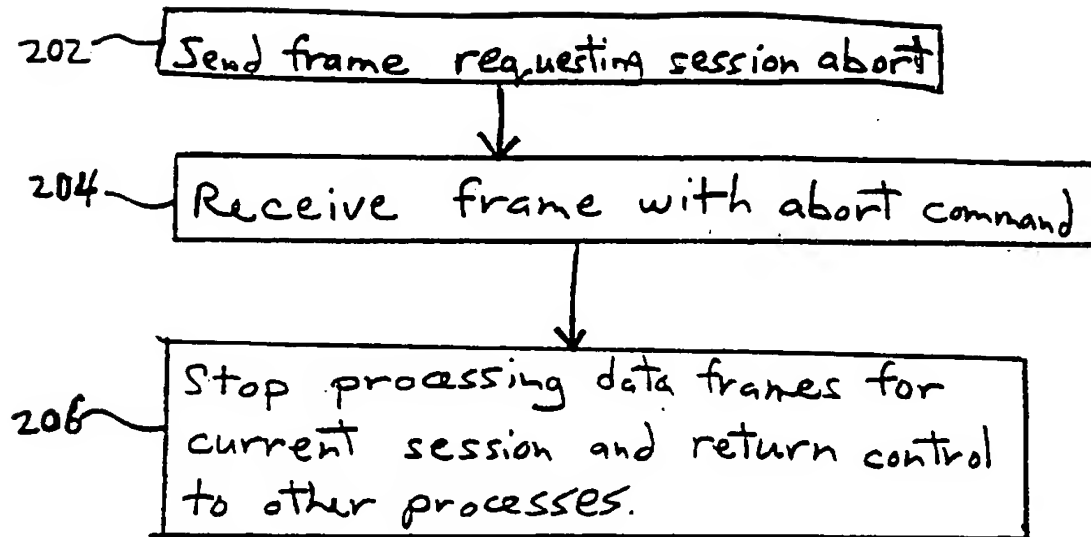 202 Send frame requesting session abort
204 Receive frame with abort command
206 Stop processing data frames for
current session and return control
to other processes.